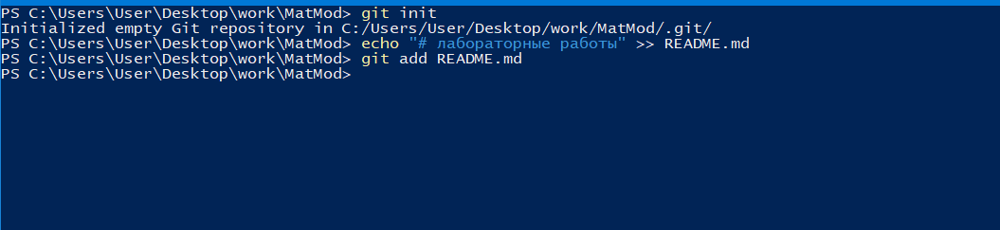 PS C:\Users\User\Desktop\work\MatMod> git init
Initialized empty Git repository in C:/Users/User/Desktop/work/MatMod/.git/
PS C:\Users\User\Desktop\work\MatMod> echo "# лабораторные работы" >> README.md
PS C:\Users\User\Desktop\work\MatMod> git add README.md
PS C:\Users\User\Desktop\work\MatMod>